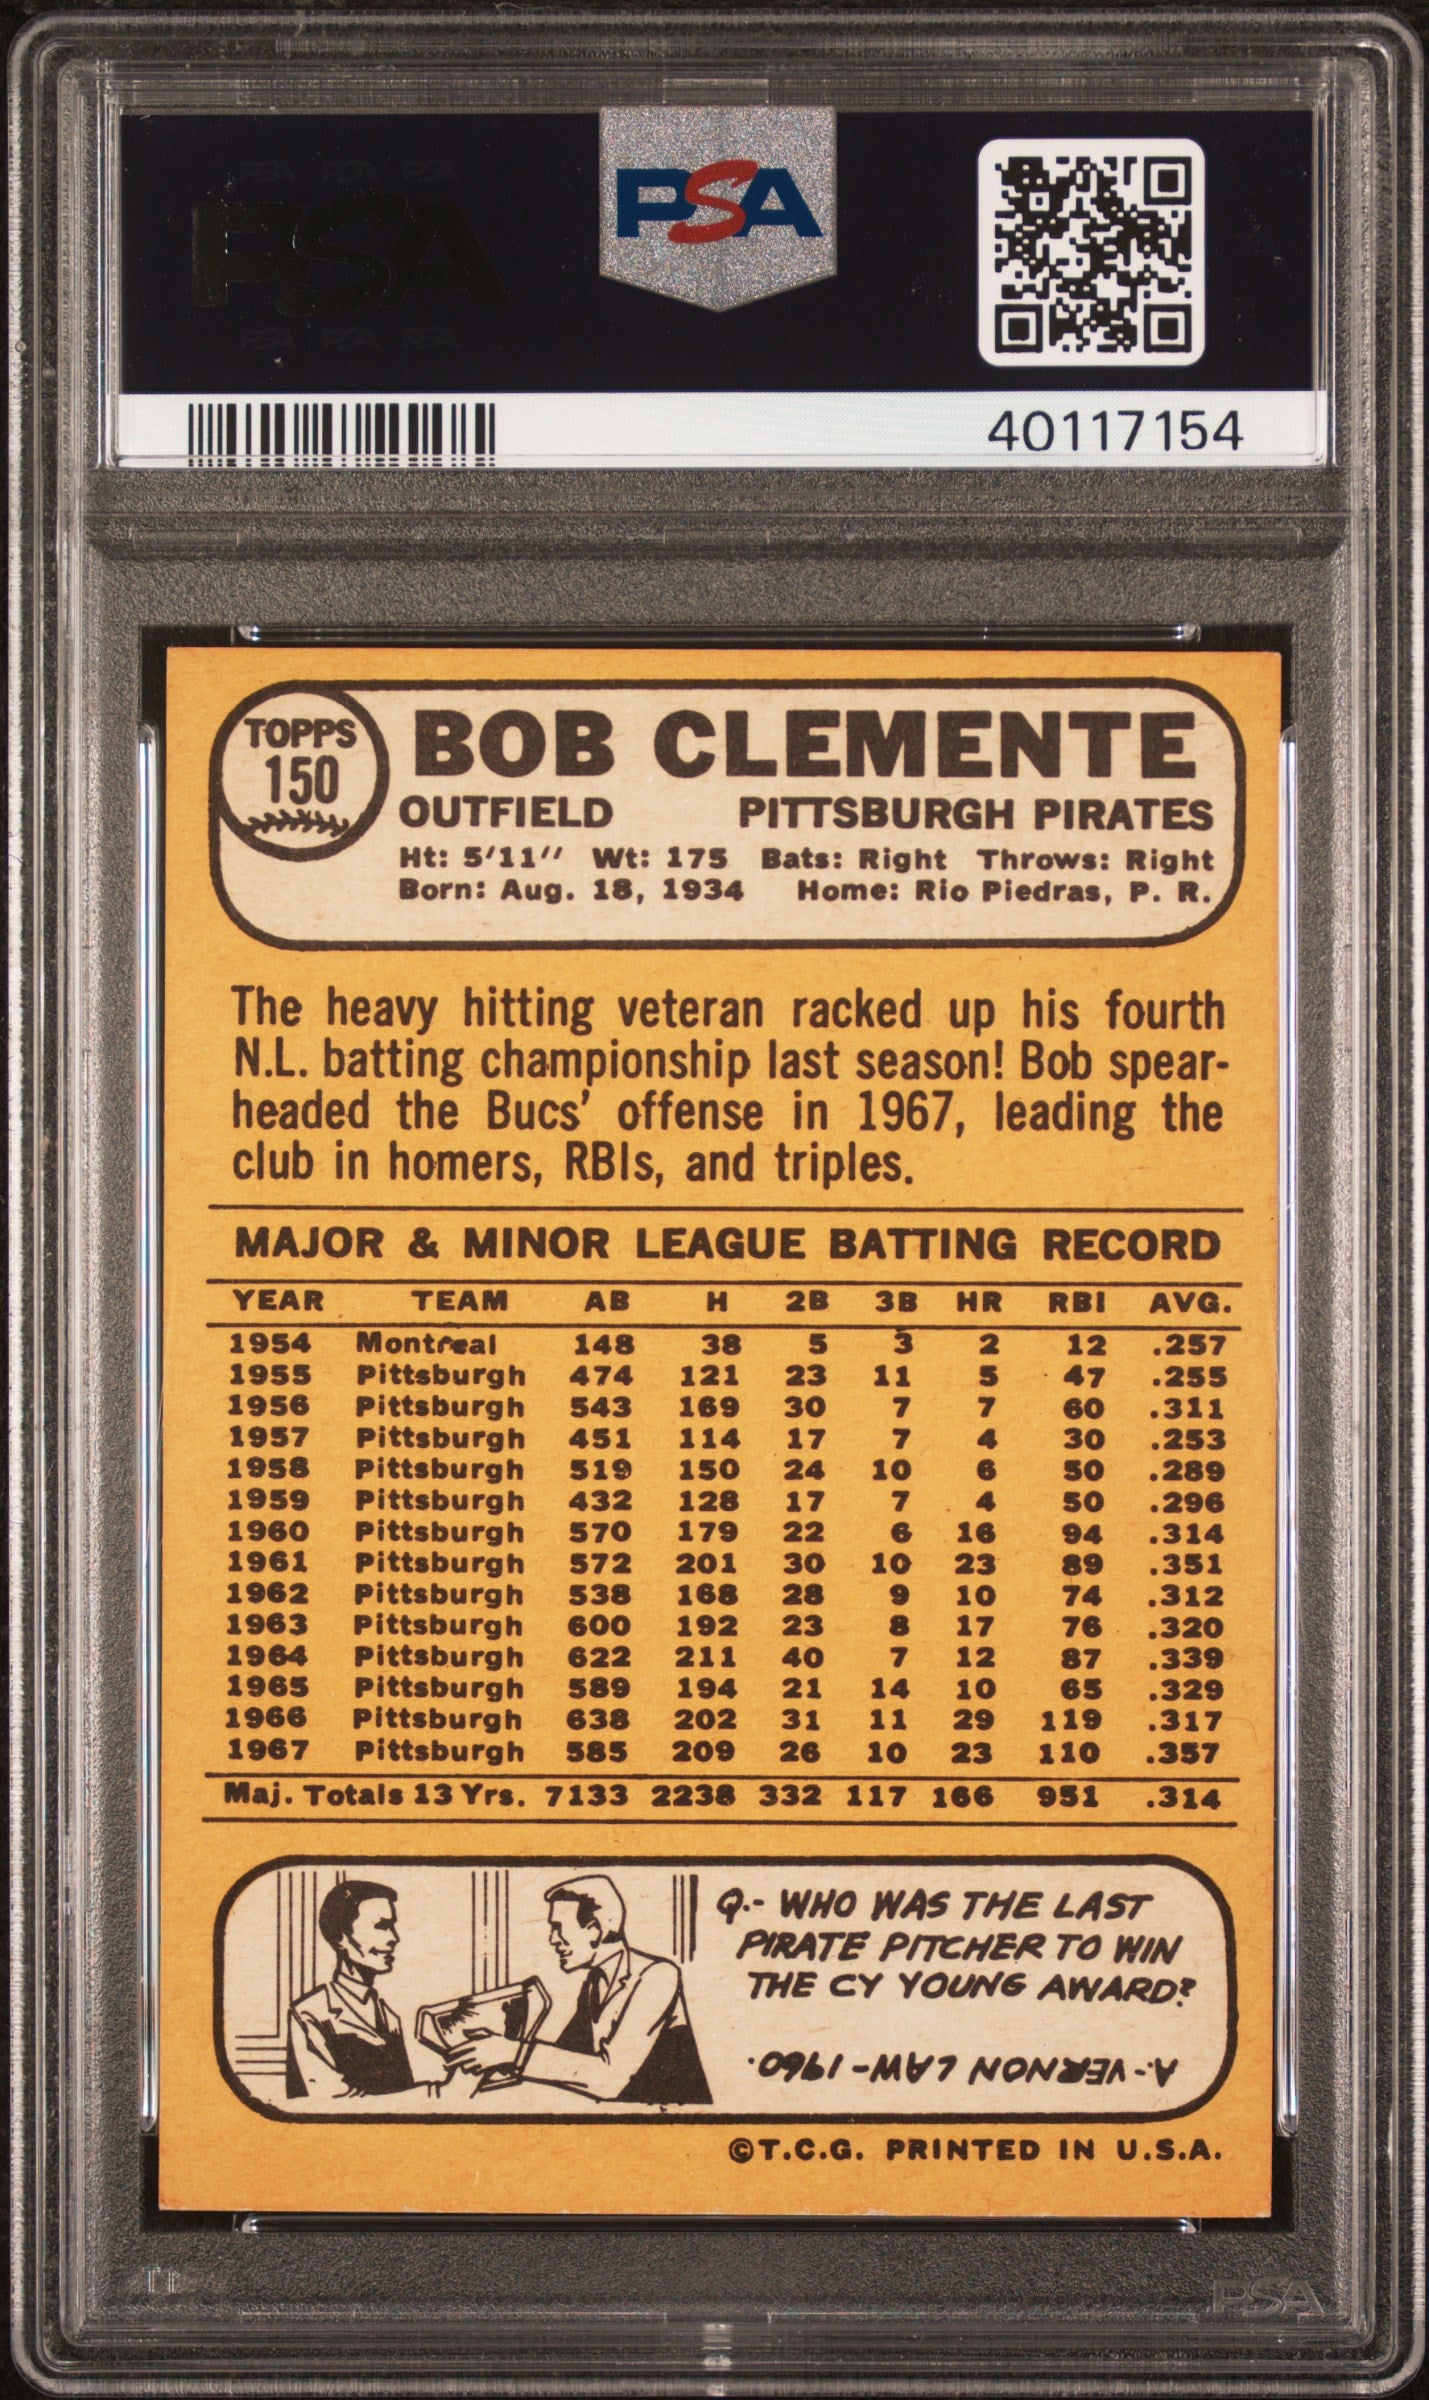 PSA PSA PSA
PSA
PSA PSA PSA
PSA
40117154
TOPPS
150
BOB CLEMENTE
OUTFIELD PITTSBURGH PIRATES
Ht: 5'11" Wt: 175 Bats: Right Throws: Right
Born: Aug. 18, 1934 Home: Rio Piedras, P. R.
The heavy hitting veteran racked up his fourth
N.L. batting championship last season! Bob spear-
headed the Bucs' offense in 1967, leading the
club in homers, RBIs, and triples.
MAJOR & MINOR LEAGUE BATTING RECORD
YEAR TEAM AB H 2B 3B HR RBI AVG.
1954 Montreal 148 38 5 3 2 12 .257
1955 Pittsburgh 474 121 23 11 5 47 .255
1956 Pittsburgh 543 169 30 7 7 60 .311
1957 Pittsburgh 451 114 17 7 4 30 .253
1958 Pittsburgh 519 150 24 10 6 50 .289
1959 Pittsburgh 432 128 17 7 4 50 .296
1960 Pittsburgh 570 179 22 6 16 94 .314
1961 Pittsburgh 572 201 30 10 23 89 .351
1962 Pittsburgh 538 168 28 9 10 74 .312
1963 Pittsburgh 600 192 23 8 17 76 .320
1964 Pittsburgh 622 211 40 7 12 87 .339
1965 Pittsburgh 589 194 21 14 10 65 .329
1966 Pittsburgh 638 202 31 11 29 119 .317
1967 Pittsburgh 585 209 26 10 23 110 .357
Maj. Totals 13 Yrs. 7133 2238 332 117 166 951 .314
Q.- WHO WAS THE LAST
PIRATE PITCHER TO WIN
THE CY YOUNG AWARD?
A.- VERNON LAW - 1960.
©T.C.G. PRINTED IN U.S.A.
PSA